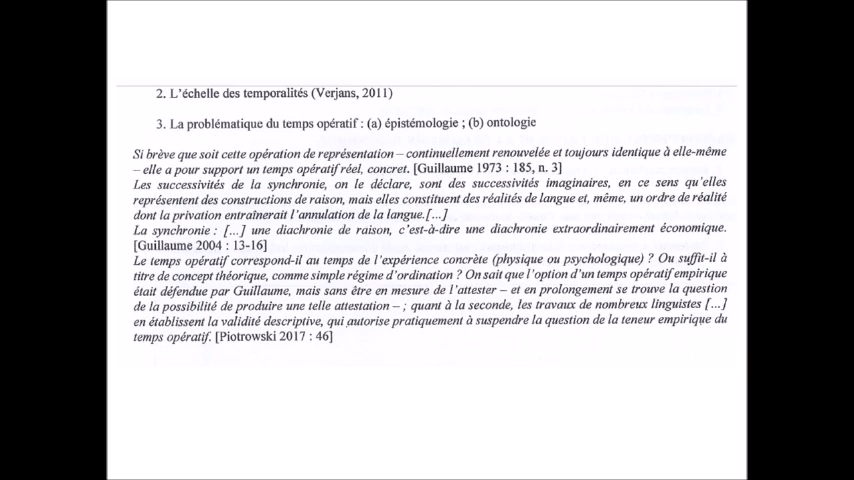 2. L'échelle des temporalités (Verjans, 2011)
3. La problématique du temps opératif : (a) épistémologie ; (b) ontologie
Si brève que soit cette opération de représentation – continuellement renouvelée et toujours identique à elle-même
– elle a pour support un temps opératif réel, concret. [Guillaume 1973 : 185, n. 3]
Les successivités de la synchronie, on le déclare, sont des successivités imaginaires, en ce sens qu'elles
représentent des constructions de raison, mais elles constituent des réalités de langue et, même, un ordre de réalité
dont la privation entraînerait l'annulation de la langue.[…]
La synchronie : […] une diachronie de raison, c'est-à-dire une diachronie extraordinairement économique.
[Guillaume 2004 : 13-16]
Le temps opératif correspond-il au temps de l'expérience concrète (physique ou psychologique) ? Ou suffit-il à
titre de concept théorique, comme simple régime d'ordination ? On sait que l'option d'un temps opératif empirique
était défendue par Guillaume, mais sans être en mesure de l'attester – et en prolongement se trouve la question
de la possibilité de produire une telle attestation – ; quant à la seconde, les travaux de nombreux linguistes […]
en établissent la validité descriptive, qui autorise pratiquement à suspendre la question de la teneur empirique du
temps opératif. [Piotrowski 2017 : 46]